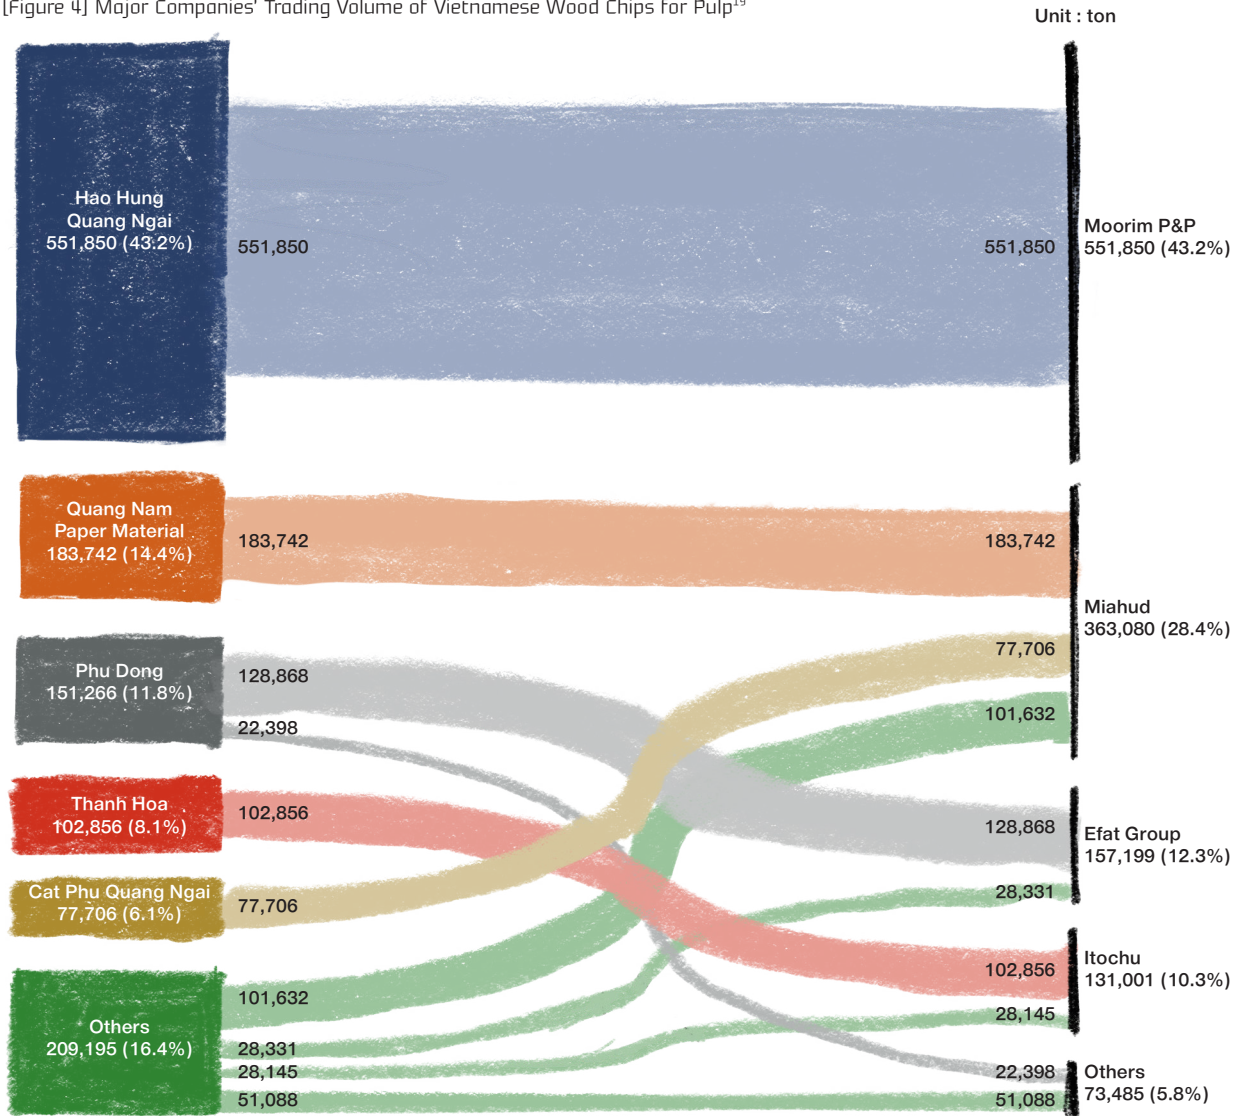 [Figure 4] Major Companies' Trading Volume of Vietnamese Wood Chips for Pulp19
Unit : ton
Hao Hung
Quang Ngai
551,850 (43.2%)
551,850
551,850
Moorim P&P
551,850 (43.2%)
Quang Nam
Paper Material
183,742 (14.4%)
183,742
183,742
Miahud
363,080 (28.4%)
77,706
101,632
Phu Dong
151,266 (11.8%)
128,868
22,398
Thanh Hoa
102,856 (8.1%)
102,856
128,868
Efat Group
157,199 (12.3%)
28,331
Cat Phu Quang Ngai
77,706 (6.1%)
77,706
102,856
Itochu
131,001 (10.3%)
28,145
Others
209,195 (16.4%)
101,632
28,331
28,145
51,088
22,398
51,088
Others
73,485 (5.8%)